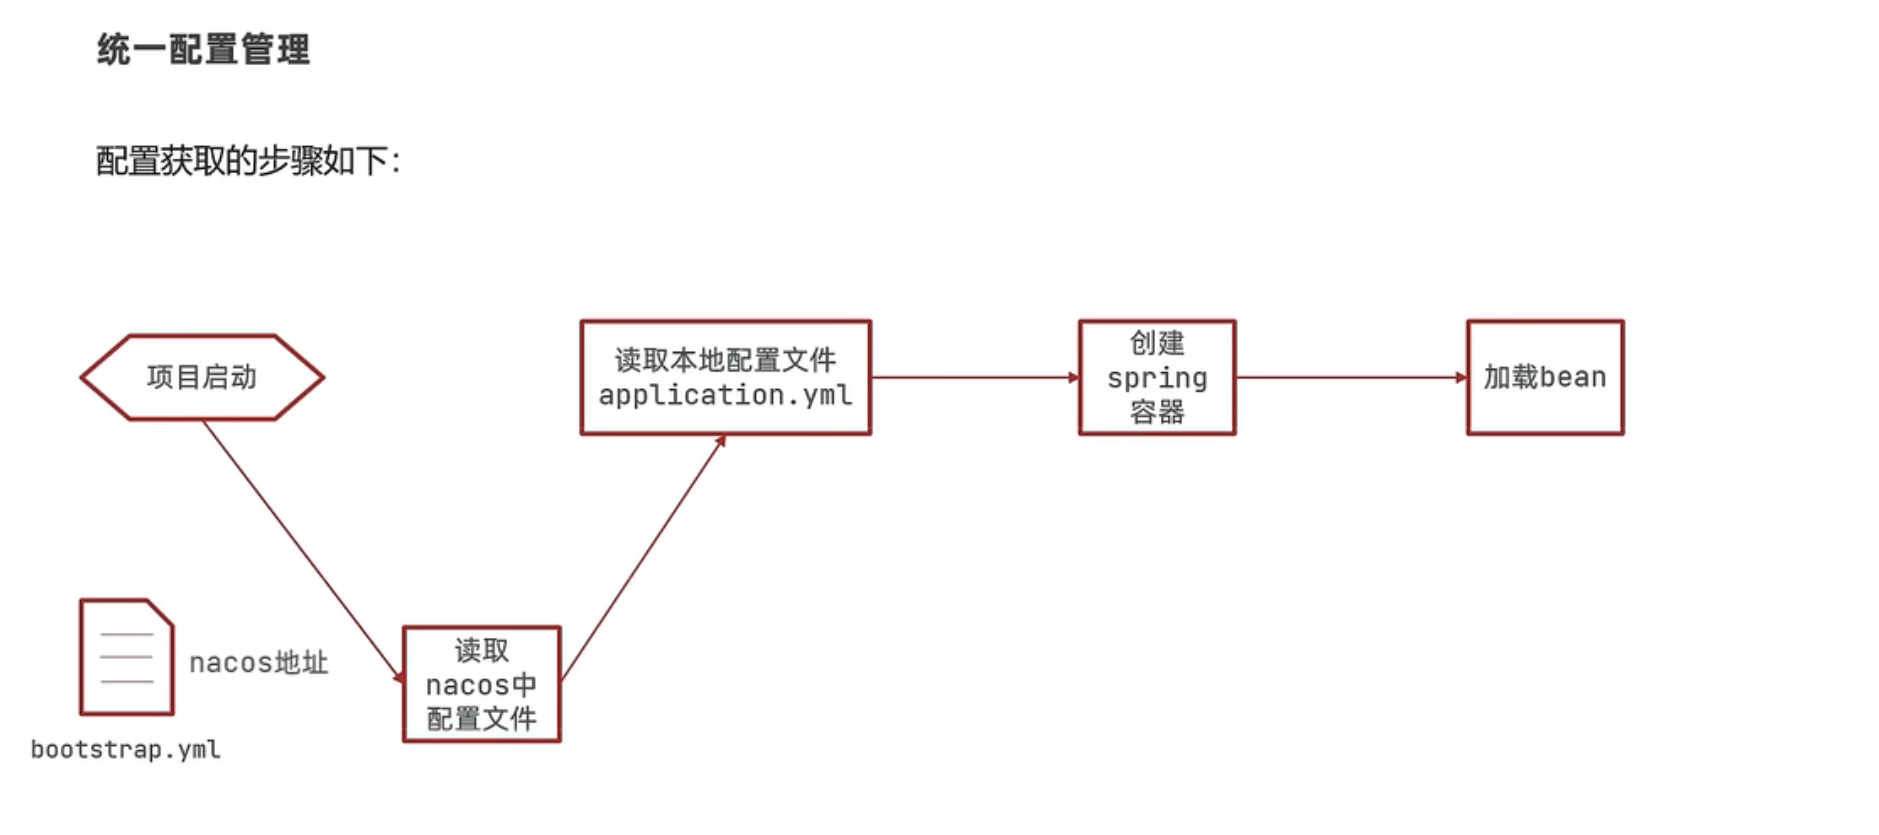 统一配置管理
配置获取的步骤如下：
项目启动
读取本地配置文件
application.yml
创建
spring
容器
加载bean
nacos地址
bootstrap.yml
读取
nacos中
配置文件